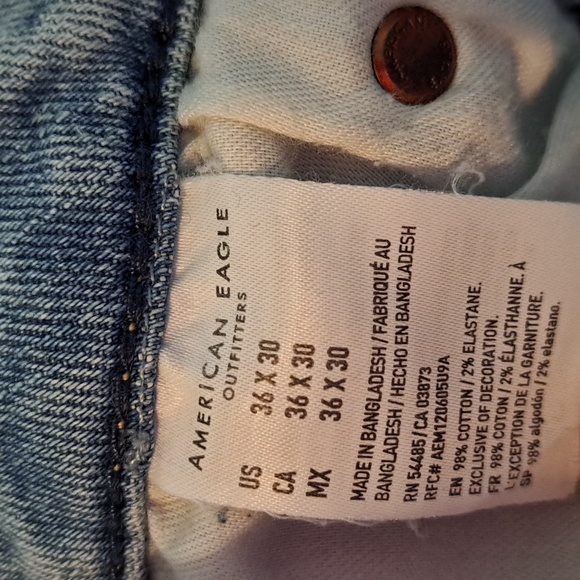 AMERICAN EAGLE
OUTFITTERS
US 36 X 30
CA 36 X 30
MX 36 X 30
MADE IN BANGLADESH / FABRIQUÉ AU
BANGLADESH / HECHO EN BANGLADESH
RN 54485 / CA 03873
RFC# AEM120605U9A
EN 98% COTTON / 2% ELASTANE.
EXCLUSIVE OF DECORATION.
FR 98% COTON / 2% ÉLASTHANNE. À
L'EXCEPTION DE LA GARNITURE.
SP 98% algodón / 2% elastano.